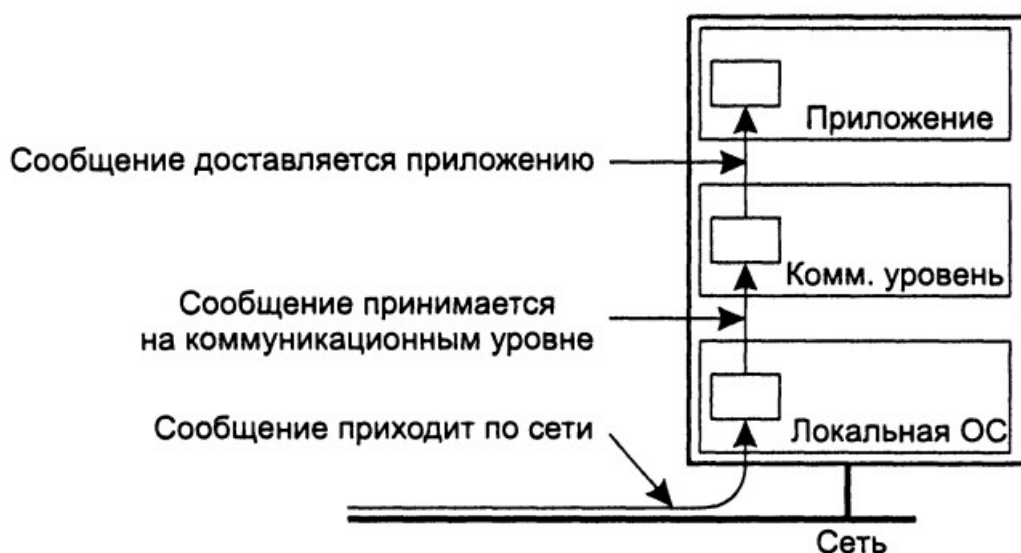 Приложение
Сообщение доставляется приложению
Комм. уровень
Сообщение принимается
на коммуникационным уровне
Сообщение приходит по сети
Локальная ОС
Сеть